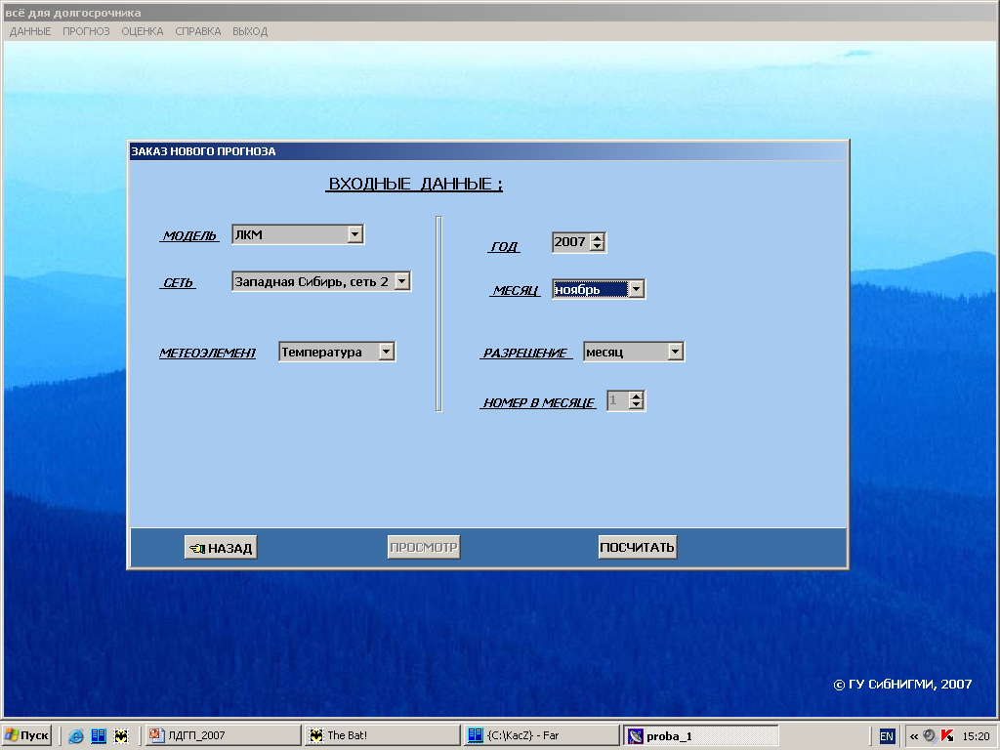 всё для долгосрочника
ДАННЫЕ ПРОГНОЗ ОЦЕНКА СПРАВКА ВЫХОД
ЗАКАЗ НОВОГО ПРОГНОЗА
ВХОДНЫЕ ДАННЫЕ ;
МОДЕЛЬ ЛКМ
ГОД 2007
СЕТЬ Западная Сибирь, сеть 2
МЕСЯЦ ноябрь
МЕТЕОЭЛЕМЕНТ Температура
РАЗРЕШЕНИЕ месяц
НОМЕР В МЕСЯЦЕ 1
НАЗАД ПРОСМОТР ПОСЧИТАТЬ
© ГУ СибНИГМИ, 2007
Пуск ЛДГП_2007 The Bat! {C:\KacZ} - Far proba_1 EN « 15:20